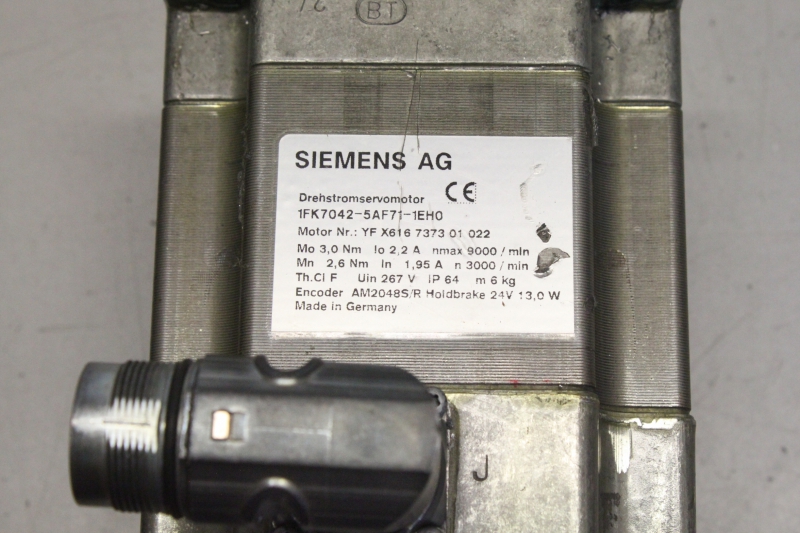 BT
SIEMENS AG
Drehstromservomotor CE
1FK7042-5AF71-1EH0
Motor Nr.: YF X616 7373 01 022
Mo 3,0 Nm Io 2,2 A nmax 9000 / min
Mn 2,6 Nm In 1,95 A n 3000 / min
Th.Cl F Uin 267 V IP 64 m 6 kg
Encoder AM2048S/R Holdbrake 24V 13,0 W
Made in Germany
J